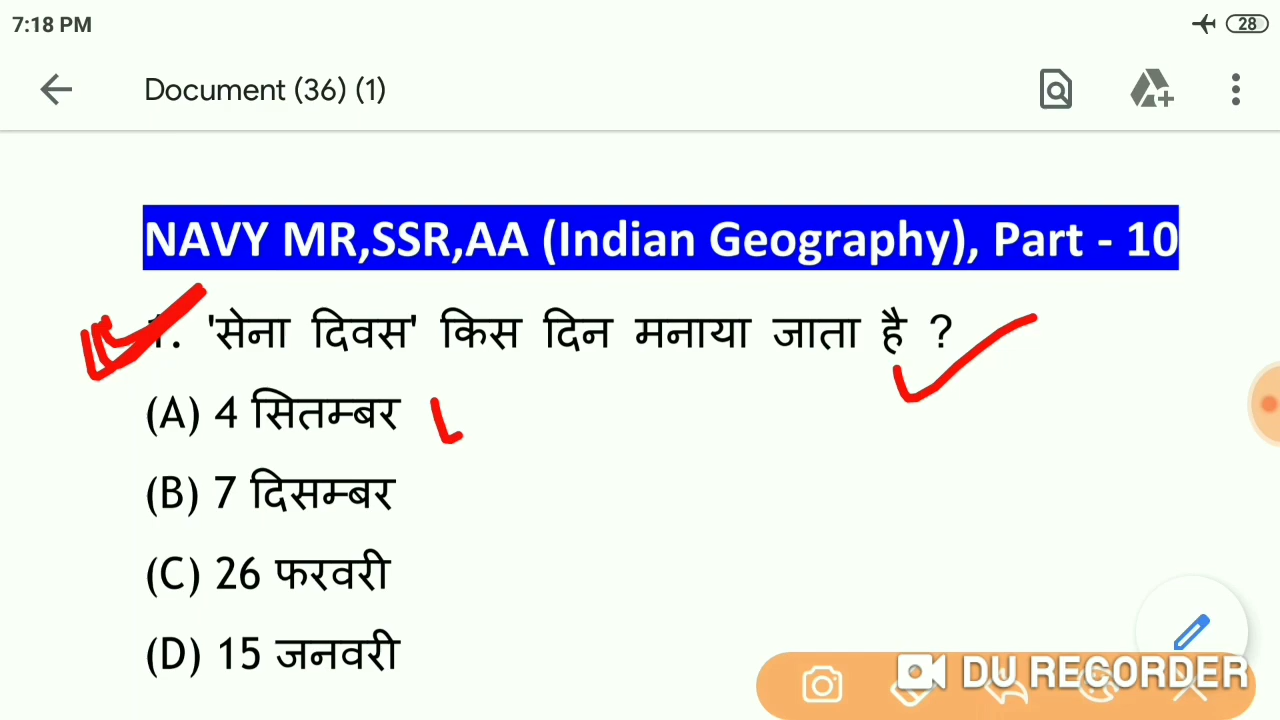 7:18 PM
28
Document (36) (1)
NAVY MR,SSR,AA (Indian Geography), Part - 10
1. 'सेना दिवस' किस दिन मनाया जाता है ?
(A) 4 सितम्बर
(B) 7 दिसम्बर
(C) 26 फरवरी
(D) 15 जनवरी
DU RECORDER